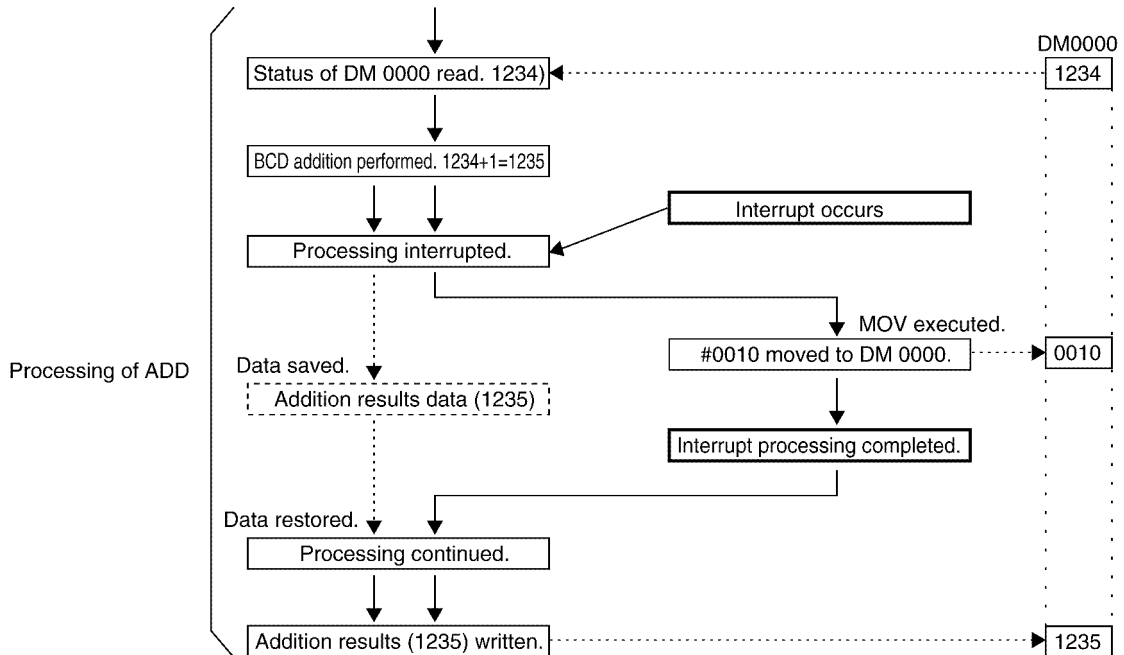 DM0000
Status of DM 0000 read. 1234)
1234
BCD addition performed. 1234+1=1235
Interrupt occurs
Processing interrupted.
MOV executed.
#0010 moved to DM 0000.
0010
Processing of ADD
Data saved.
Addition results data (1235)
Interrupt processing completed.
Data restored.
Processing continued.
Addition results (1235) written.
1235